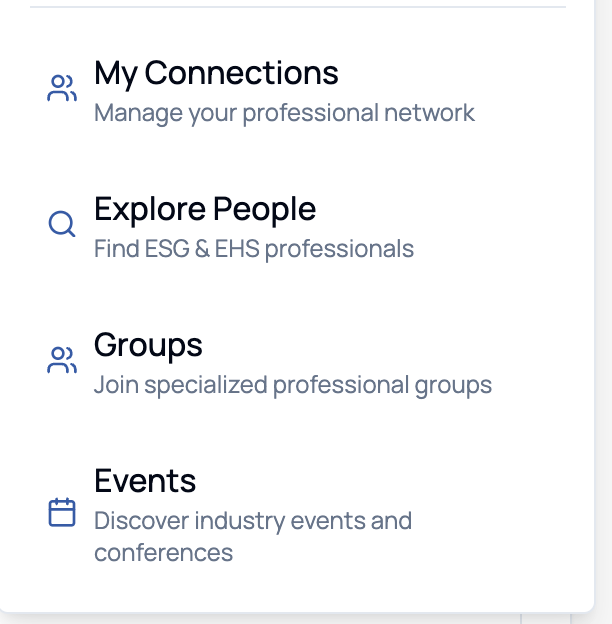 My Connections
Manage your professional network
Explore People
Find ESG & EHS professionals
Groups
Join specialized professional groups
Events
Discover industry events and
conferences